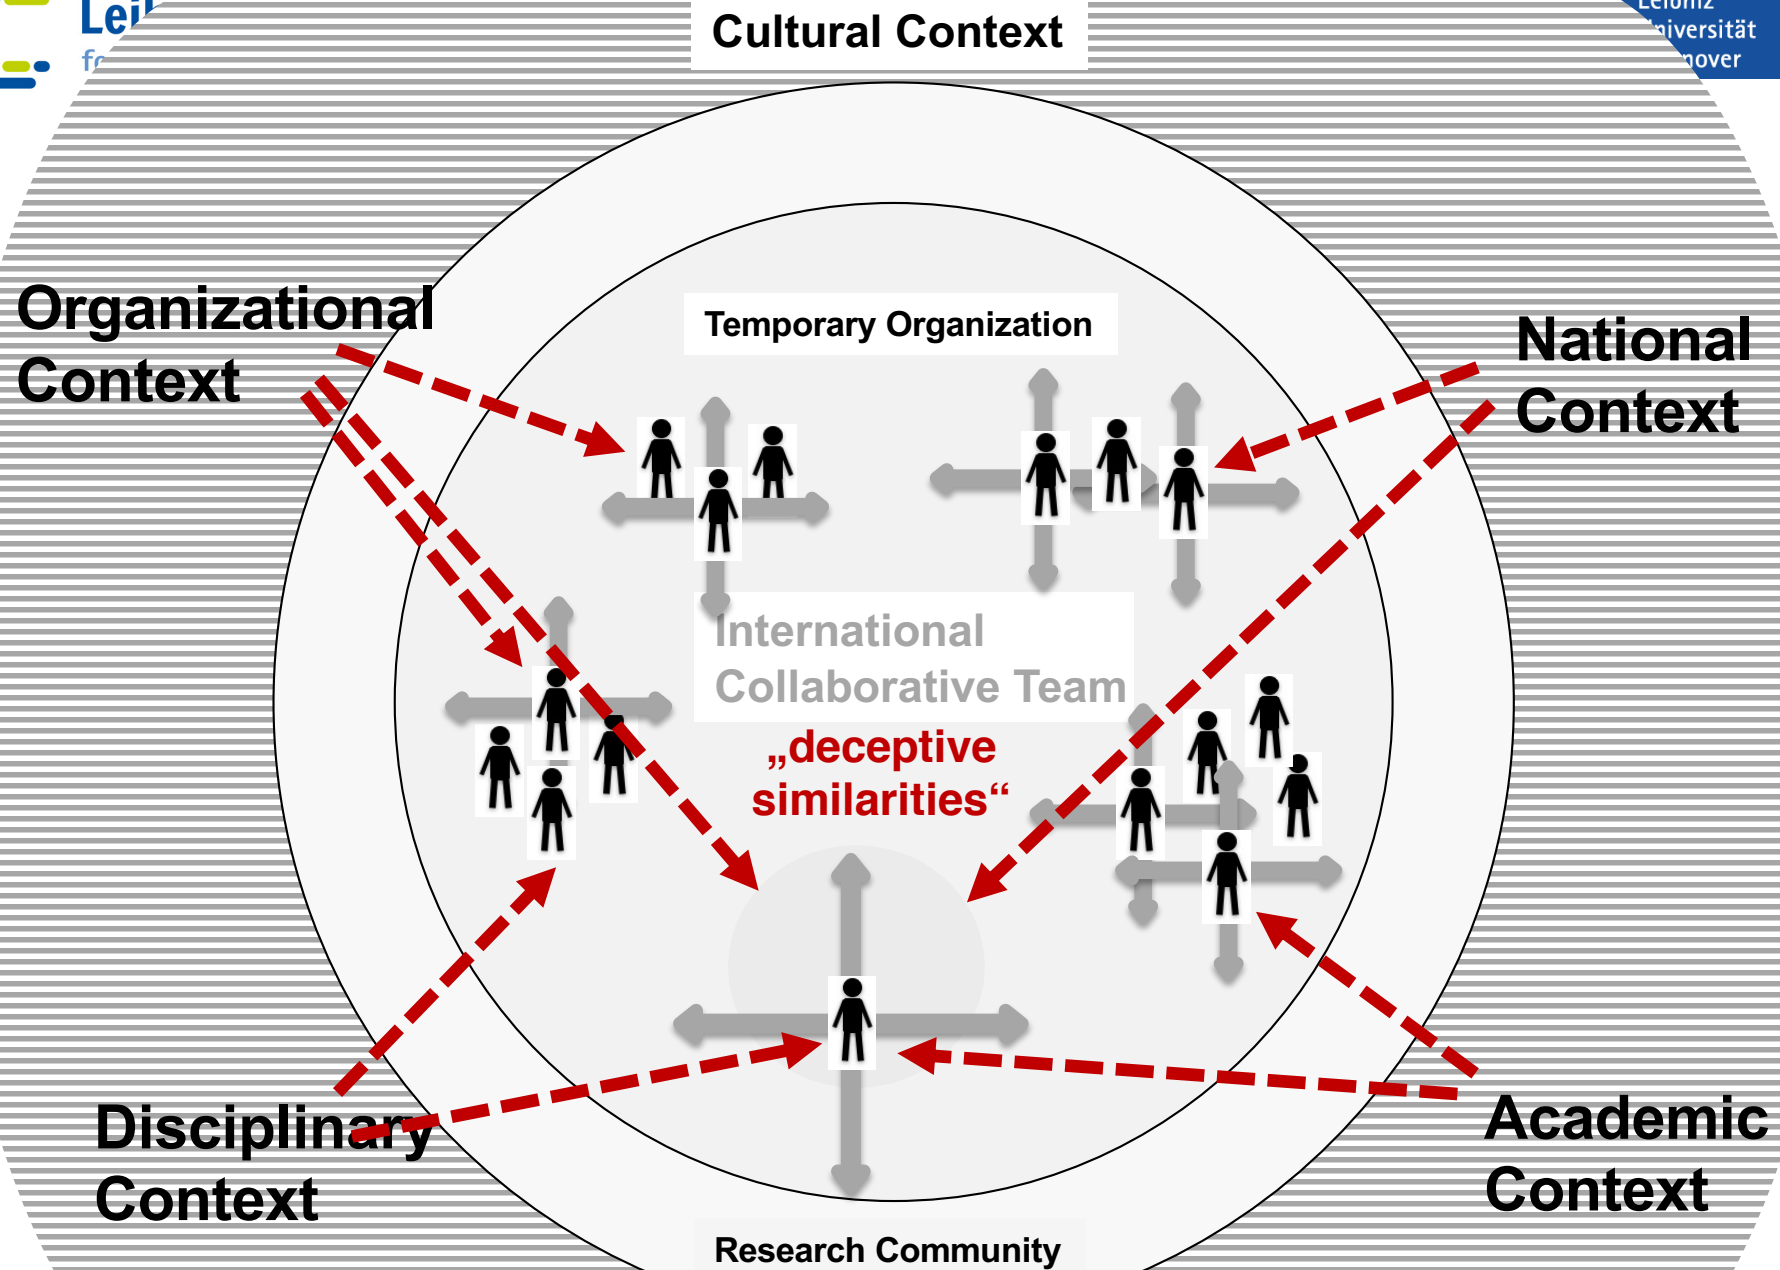 Cultural Context
Organizational
Context
Temporary Organization
National
Context
International
Collaborative Team
„deceptive
similarities“
Disciplinary
Context
Academic
Context
Research Community